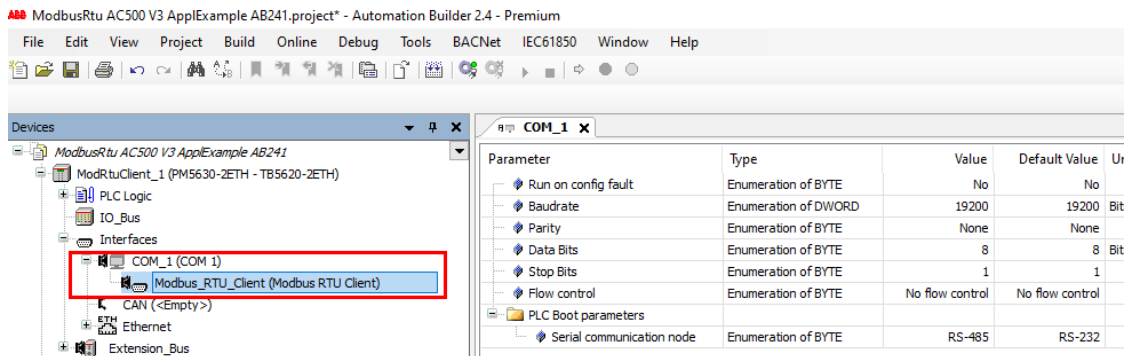 ABB ModbusRtu AC500 V3 ApplExample AB241.project* - Automation Builder 2.4 - Premium
File Edit View Project Build Online Debug Tools BACNet IEC61850 Window Help
Devices
ModbusRtu AC500 V3 ApplExample AB241
ModRtuClient_1 (PM5630-2ETH - TB5620-2ETH)
PLC Logic
IO_Bus
Interfaces
COM_1 (COM 1)
Modbus_RTU_Client (Modbus RTU Client)
CAN (<Empty>)
ETH Ethernet
Extension_Bus
COM_1
Parameter Type Value Default Value
Run on config fault Enumeration of BYTE No No
Baudrate Enumeration of DWORD 19200 19200 Bit
Parity Enumeration of BYTE None None
Data Bits Enumeration of BYTE 8 8 Bit
Stop Bits Enumeration of BYTE 1 1
Flow control Enumeration of BYTE No flow control No flow control
PLC Boot parameters
Serial communication node Enumeration of BYTE RS-485 RS-232